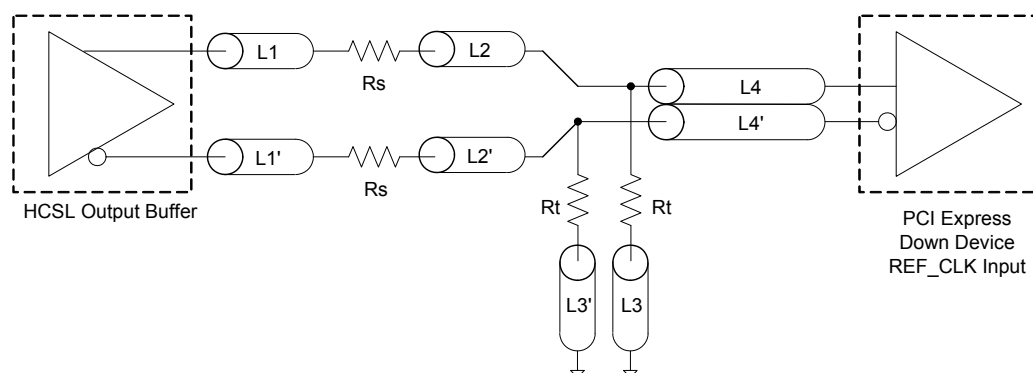 L1
Rs
L2
L4
L4'
L1'
Rs
L2'
HCSL Output Buffer
Rt
Rt
PCI Express
Down Device
REF_CLK Input
L3'
L3